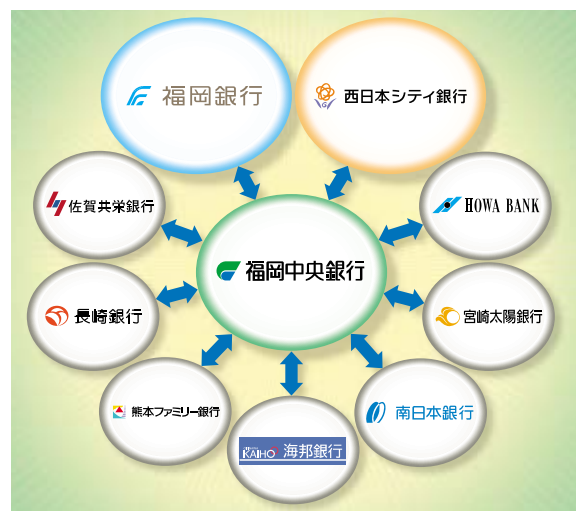 福岡銀行
西日本シティ銀行
佐賀共栄銀行
HOWA BANK
福岡中央銀行
長崎銀行
宮崎太陽銀行
熊本ファミリー銀行
南日本銀行
KAIHO 海邦銀行